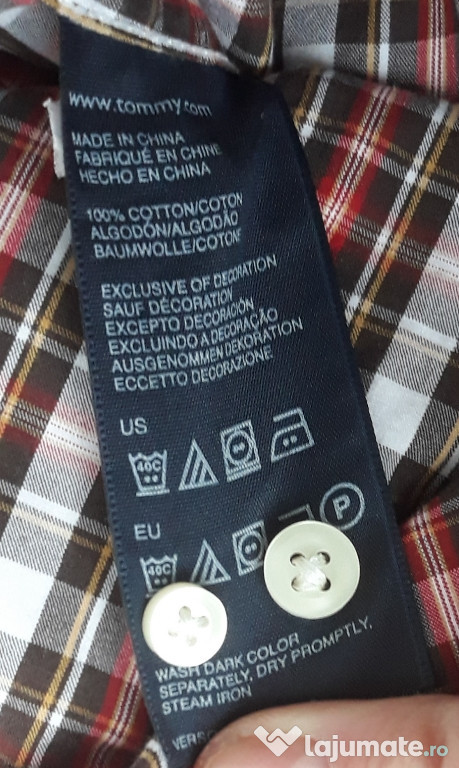 www.tommy.com
MADE IN CHINA
FABRIQUÉ EN CHINE
HECHO EN CHINA
100% COTTON/COTON
ALGODÓN/ALGODÃO
BAUMWOLLE/COTONE
EXCLUSIVE OF DECORATION
SAUF DÉCORATION
EXCEPTO DECORACIÓN
EXCLUINDO A DECORAÇÃO
AUSGENOMMEN DEKORATION
ECCETTO DECORAZIONE
US
40C
EU
40C
P
WASH DARK COLOR
SEPARATELY, DRY PROMPTLY,
STEAM IRON
lajumate.ro